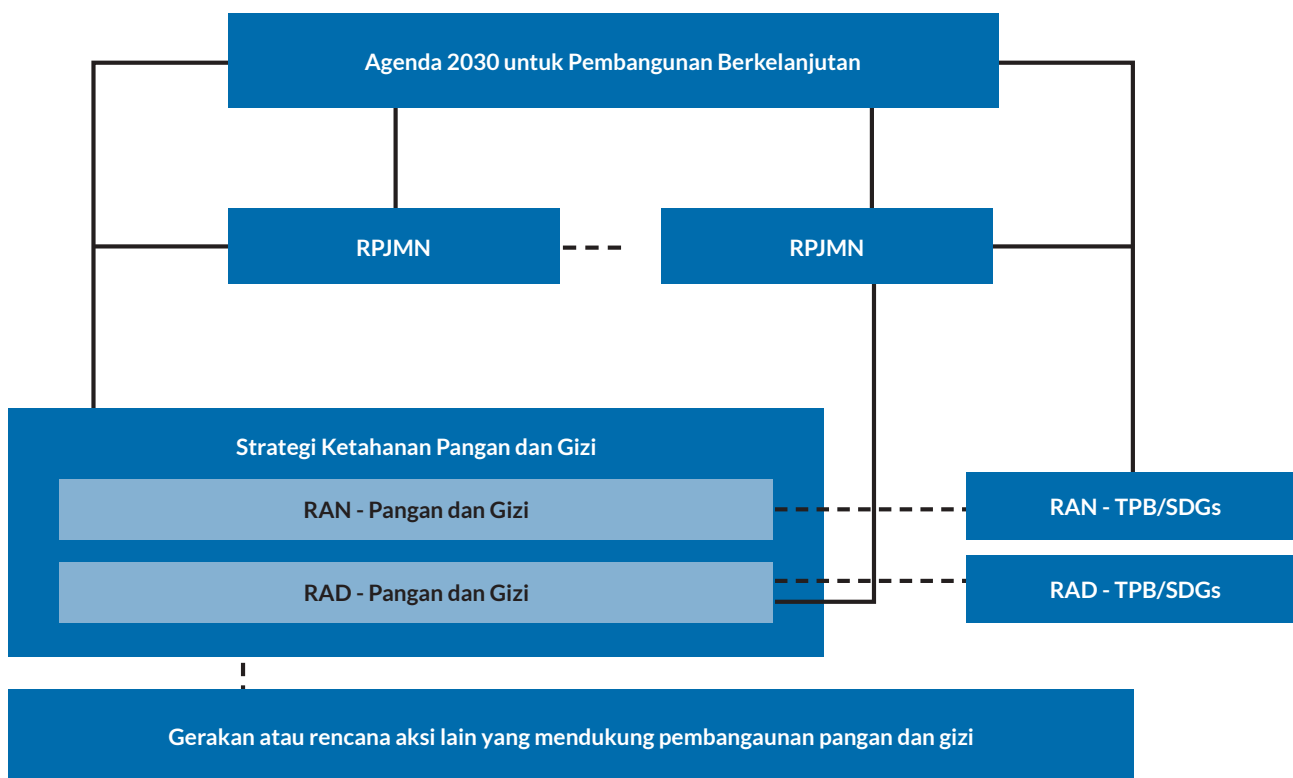 Agenda 2030 untuk Pembangunan Berkelanjutan
RPJMN
RPJMN
Strategi Ketahanan Pangan dan Gizi
RAN - Pangan dan Gizi
RAN - TPB/SDGs
RAD - Pangan dan Gizi
RAD - TPB/SDGs
Gerakan atau rencana aksi lain yang mendukung pembangaunan pangan dan gizi